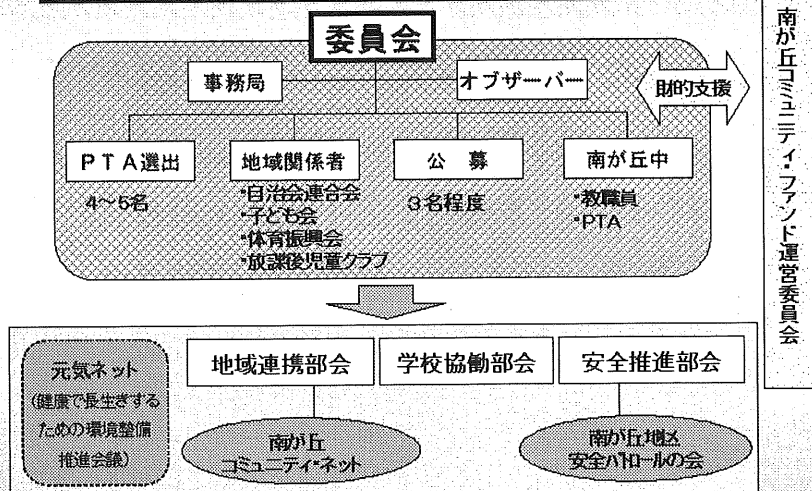 委員会
事務局
オブザーバー
財的支援
PTA選出
地域関係者
公 募
南が丘中
4～5名
・自治会連合会
・子ども会
・体育振興会
・放課後児童クラブ
3名程度
・教職員
・PTA
南が丘コミュニティ・ファンド運営委員会
元気ネット
(健康で長生きする
ための環境整備
推進会議)
地域連携部会
学校協働部会
安全推進部会
南が丘
コミュニティ・ネット
南が丘地区
安全パトロールの会